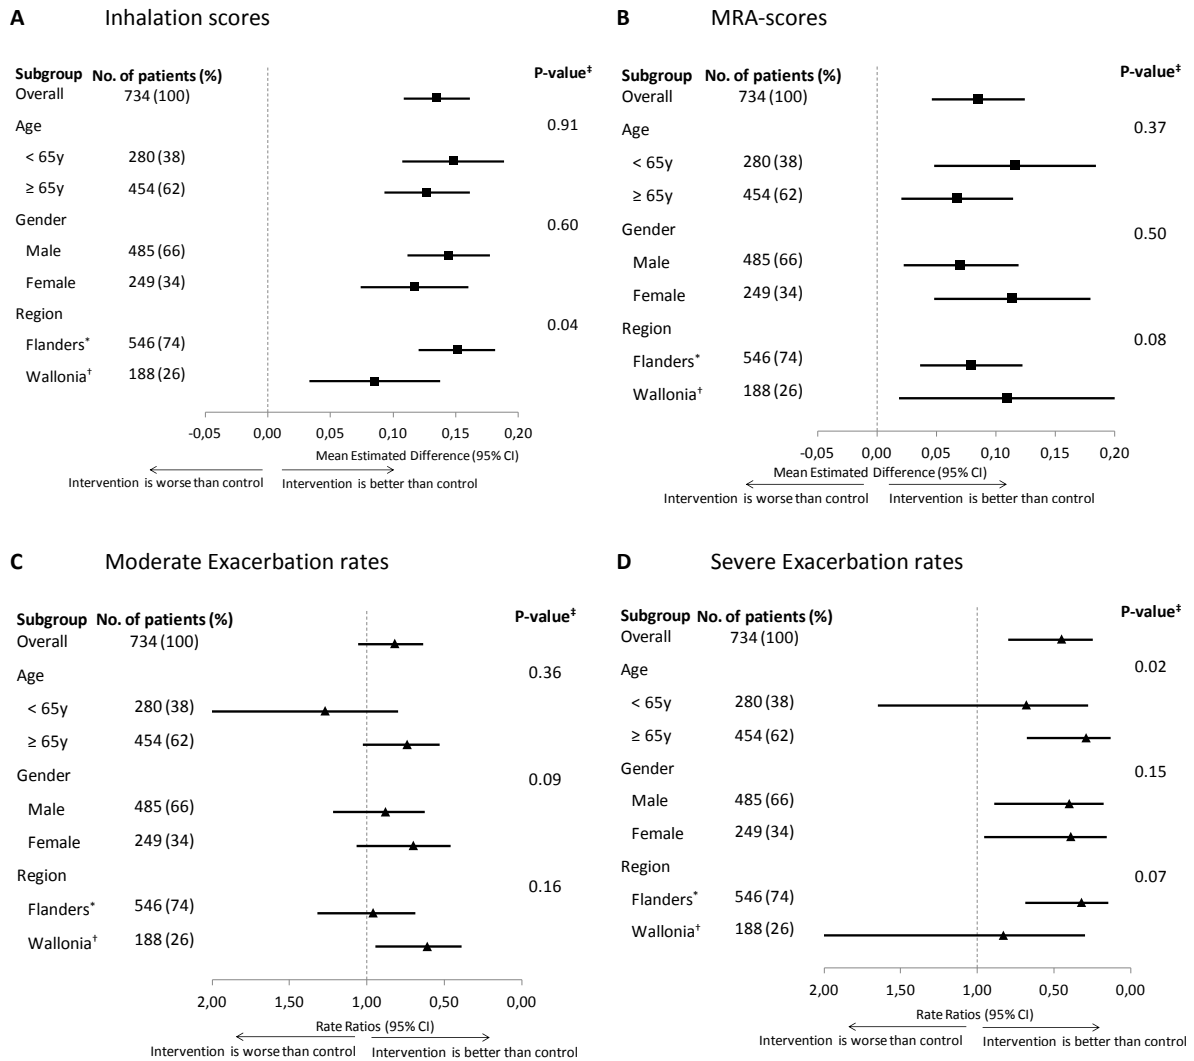 A Inhalation scores
Subgroup No. of patients (%) P-value‡
Overall 734 (100)
Age 0.91
< 65y 280 (38)
≥ 65y 454 (62)
Gender 0.60
Male 485 (66)
Female 249 (34)
Region 0.04
Flanders* 546 (74)
Wallonia† 188 (26)
-0,05 0,00 0,05 0,10 0,15 0,20
Mean Estimated Difference (95% CI)
Intervention is worse than control Intervention is better than control
B MRA-scores
Subgroup No. of patients (%) P-value‡
Overall 734 (100)
Age 0.37
< 65y 280 (38)
≥ 65y 454 (62)
Gender 0.50
Male 485 (66)
Female 249 (34)
Region 0.08
Flanders* 546 (74)
Wallonia† 188 (26)
-0,05 0,00 0,05 0,10 0,15 0,20
Mean Estimated Difference (95% CI)
Intervention is worse than control Intervention is better than control
C Moderate Exacerbation rates
Subgroup No. of patients (%) P-value‡
Overall 734 (100)
Age 0.36
< 65y 280 (38)
≥ 65y 454 (62)
Gender 0.09
Male 485 (66)
Female 249 (34)
Region 0.16
Flanders* 546 (74)
Wallonia† 188 (26)
2,00 1,50 1,00 0,50 0,00
Rate Ratios (95% CI)
Intervention is worse than control Intervention is better than control
D Severe Exacerbation rates
Subgroup No. of patients (%) P-value‡
Overall 734 (100)
Age 0.02
< 65y 280 (38)
≥ 65y 454 (62)
Gender 0.15
Male 485 (66)
Female 249 (34)
Region 0.07
Flanders* 546 (74)
Wallonia† 188 (26)
2,00 1,50 1,00 0,50 0,00
Rate Ratios (95% CI)
Intervention is worse than control Intervention is better than control